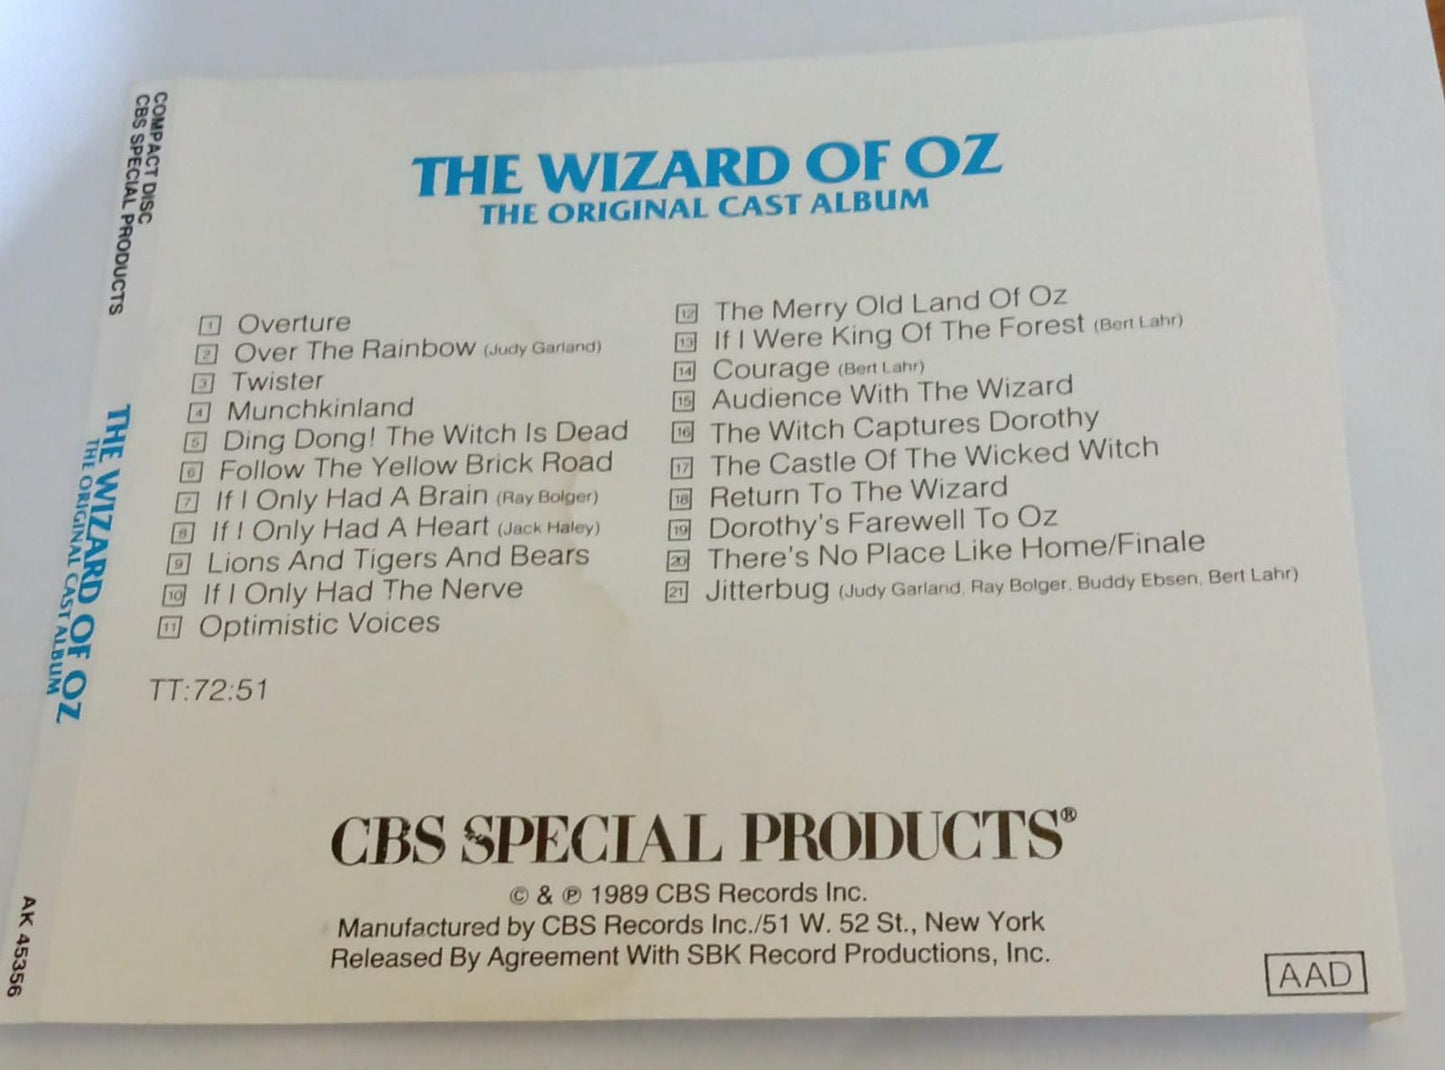 COMPACT DISC
CBS SPECIAL PRODUCTS
THE WIZARD OF OZ
THE ORIGINAL CAST ALBUM
AK 45356
THE WIZARD OF OZ
THE ORIGINAL CAST ALBUM
1 Overture
2 Over The Rainbow (Judy Garland)
3 Twister
4 Munchkinland
5 Ding Dong! The Witch Is Dead
6 Follow The Yellow Brick Road
7 If I Only Had A Brain (Ray Bolger)
8 If I Only Had A Heart (Jack Haley)
9 Lions And Tigers And Bears
10 If I Only Had The Nerve
11 Optimistic Voices
12 The Merry Old Land Of Oz
13 If I Were King Of The Forest (Bert Lahr)
14 Courage (Bert Lahr)
15 Audience With The Wizard
16 The Witch Captures Dorothy
17 The Castle Of The Wicked Witch
18 Return To The Wizard
19 Dorothy's Farewell To Oz
20 There's No Place Like Home/Finale
21 Jitterbug (Judy Garland, Ray Bolger, Buddy Ebsen, Bert Lahr)
TT:72:51
CBS SPECIAL PRODUCTS®
© & ℗ 1989 CBS Records Inc.
Manufactured by CBS Records Inc./51 W. 52 St., New York
Released By Agreement With SBK Record Productions, Inc.
AAD